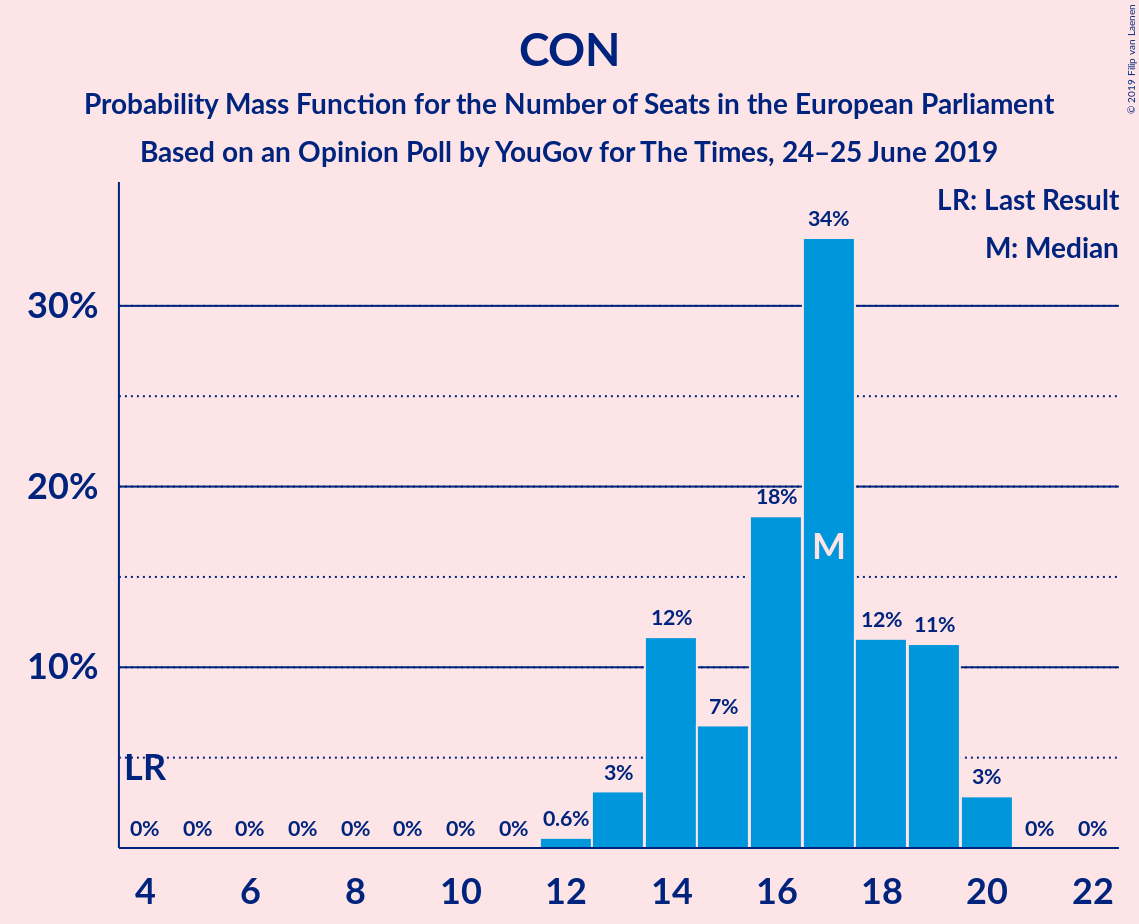 © 2019 Filip van Laenen
CON
Probability Mass Function for the Number of Seats in the European Parliament
Based on an Opinion Poll by YouGov for The Times, 24–25 June 2019
LR: Last Result
M: Median
34%
30%
20%
18%
M
12%
12%
11%
10%
7%
LR
3%
3%
0.6%
0% 0% 0% 0% 0% 0% 0% 0% 0% 0%
4 6 8 10 12 14 16 18 20 22